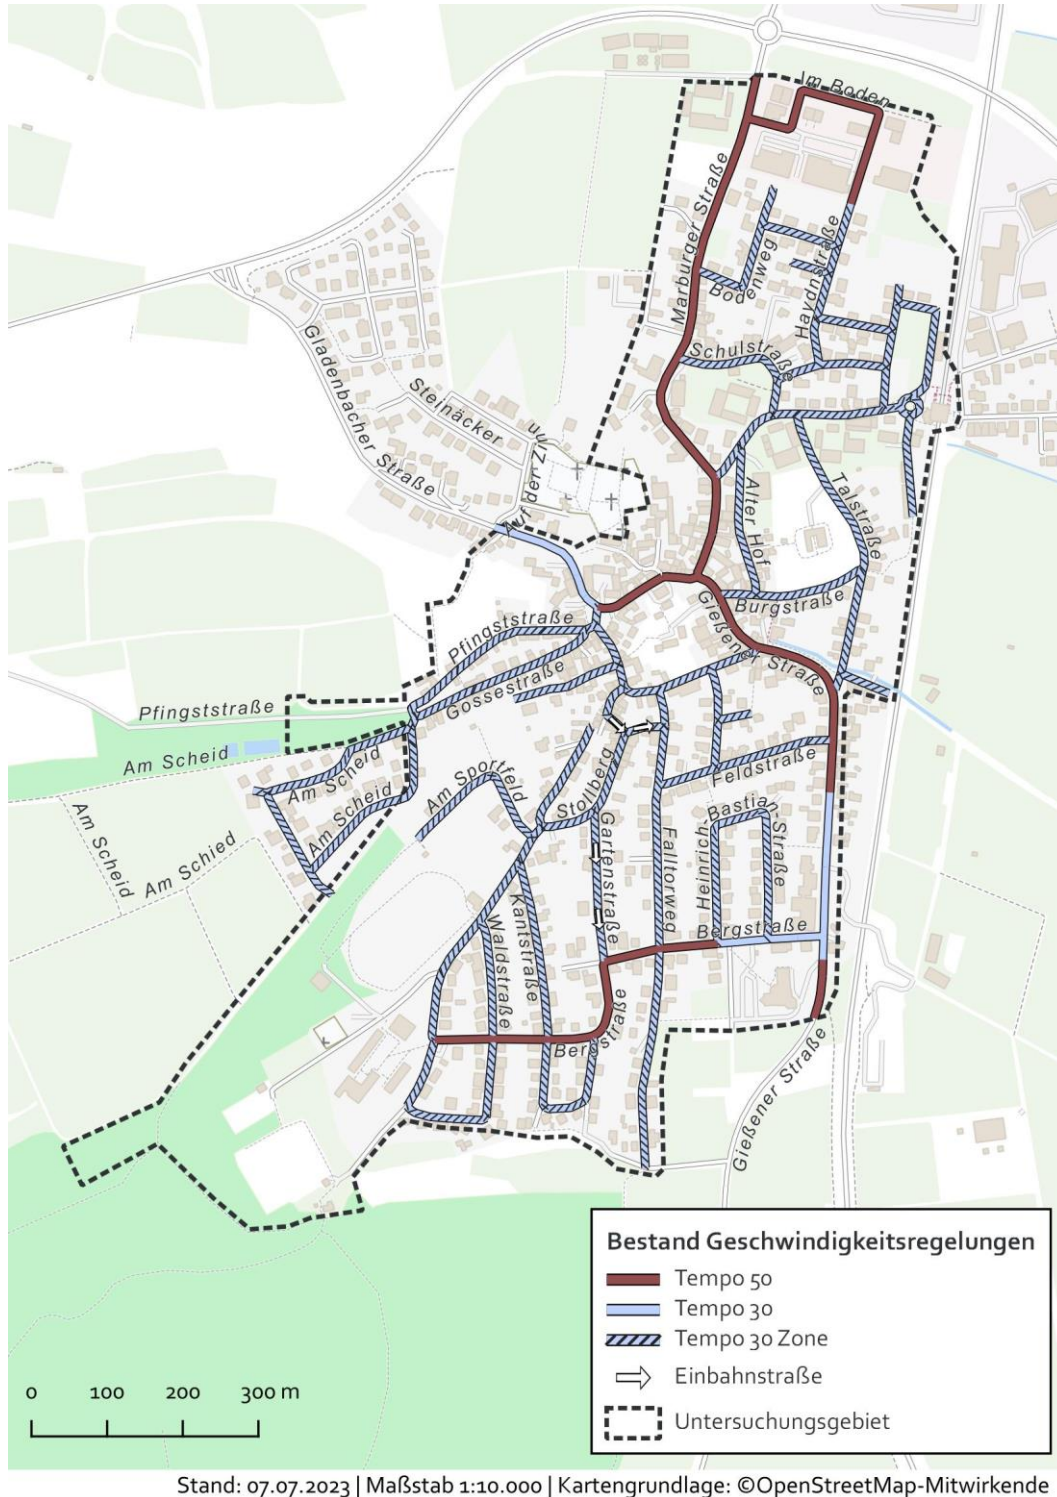 Im Boden
Marburger Straße
Bodenweg
Haydnstraße
Schulstraße
Gladenbacher Straße
Steinäcker
Auf der Zinn
Alter Hof
Talstraße
Burgstraße
Gießener Straße
Pfingststraße
Gossestraße
Pfingststraße
Am Scheid
Am Scheid
Am Scheid
Am Scheid
Am Schied
Am Sportfeld
Stollberg
Feldstraße
Heinrich-Bastian-Straße
Gartenstraße
Falltorweg
Kantstraße
Waldstraße
Bergstraße
Bergstraße
Gießener Straße
Bestand Geschwindigkeitsregelungen
Tempo 50
Tempo 30
Tempo 30 Zone
Einbahnstraße
Untersuchungsgebiet
0 100 200 300 m
Stand: 07.07.2023 | Maßstab 1:10.000 | Kartengrundlage: ©OpenStreetMap-Mitwirkende